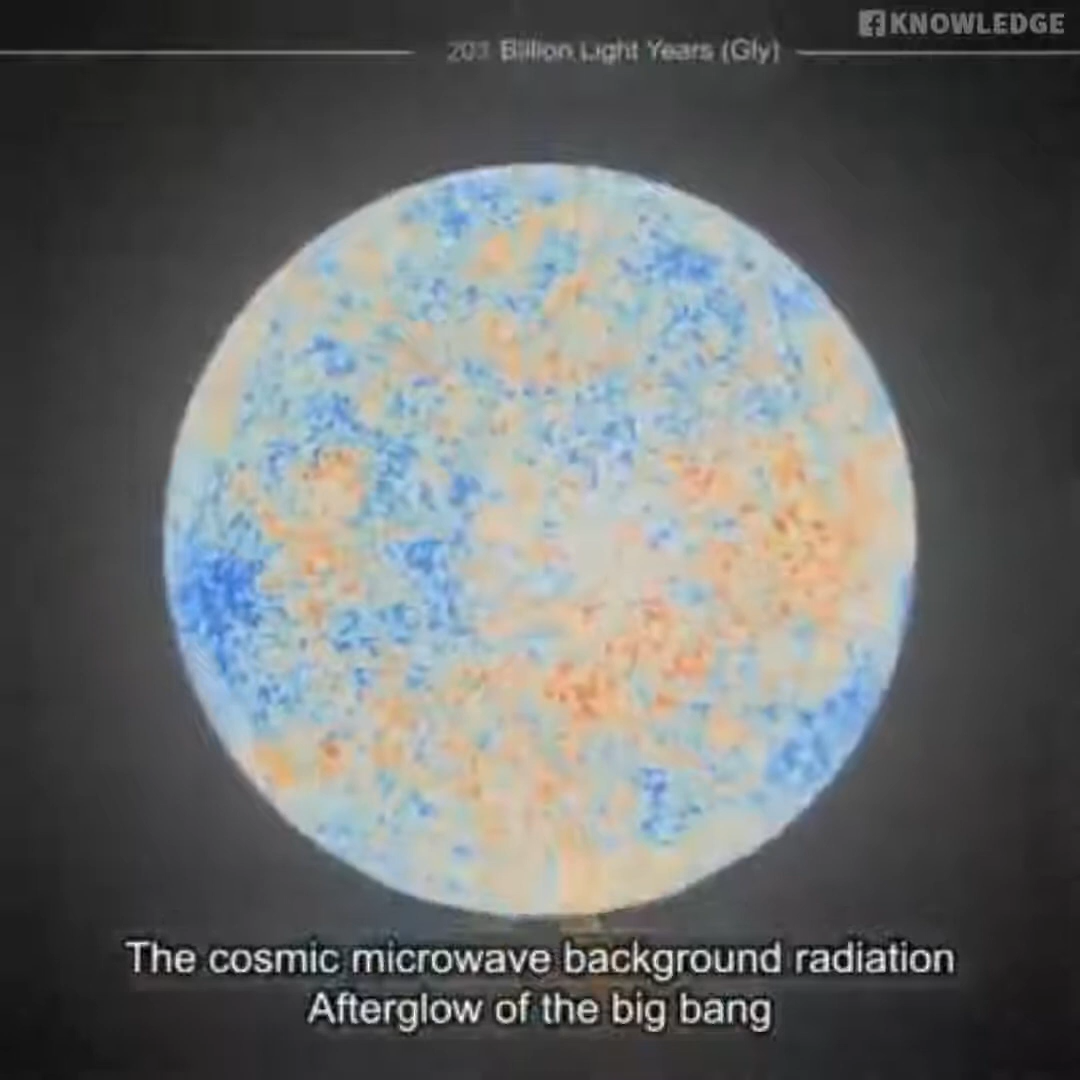 KNOWLEDGE
Billion Light Years (Gly)
The cosmic microwave background radiation
Afterglow of the big bang